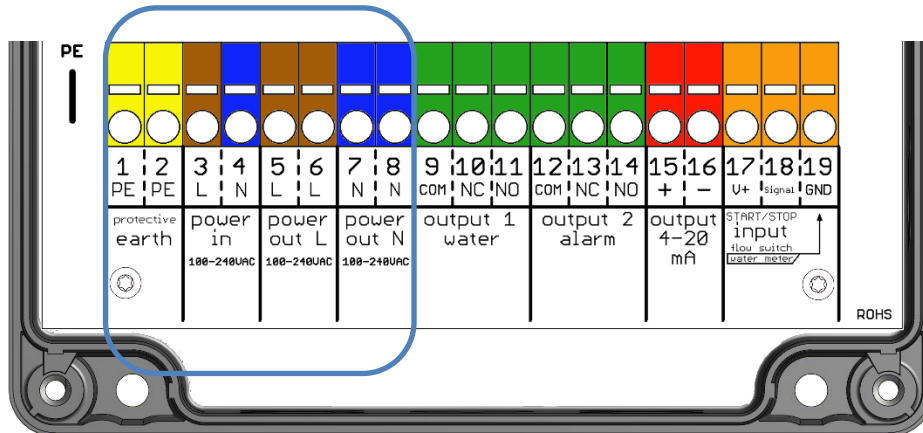 PE
1 2 3 4 5 6 7 8 9 10 11 12 13 14 15 16 17 18 19
PE PE L N L L N N COM NC NO COM NC NO + - V+ Signal GND
protective
earth
power
in
100-240VAC
power
out L
100-240VAC
power
out N
100-240VAC
output 1
water
output 2
alarm
output
4-20
mA
START/STOP
input
flow switch
water meter
ROHS